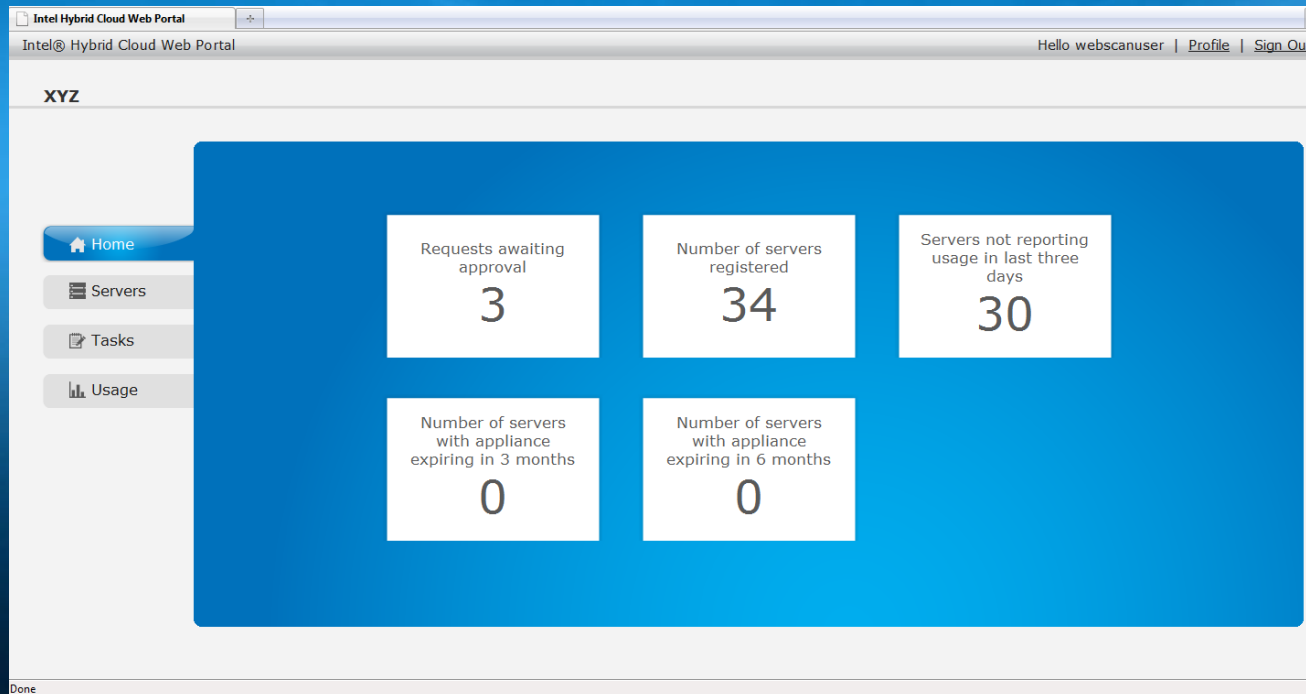 Intel Hybrid Cloud Web Portal
Intel® Hybrid Cloud Web Portal
Hello webscanuser | Profile | Sign Ou
XYZ
Home
Servers
Tasks
Usage
Requests awaiting
approval
3
Number of servers
registered
34
Servers not reporting
usage in last three
days
30
Number of servers
with appliance
expiring in 3 months
0
Number of servers
with appliance
expiring in 6 months
0
Done